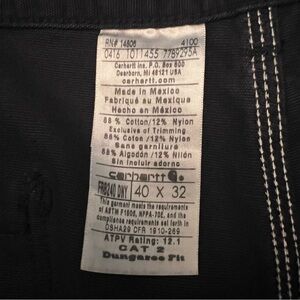 RN# 14806 4100
0416 1011455 7789295A
Carhartt Inc. P.O. Box 600
Dearborn, MI 48121 USA
carhartt.com
Made in Mexico
Fabriqué au Mexique
Hecho en México
88 % Cotton/12% Nylon
Exclusive of Trimming
88% Coton/12% Nylon
Sans garniture
88% Algodón /12% Nilón
Sin incluir adornos
carhartt
FRB240 DNY 40 X 32
This garment meets the requirements
of ASTM F1506, NFPA-70E, and the
compliance requirements set forth in
OSHA29 CFR 1910-269
ATPV Rating: 12.1
CAT 2
Dungaree Fit